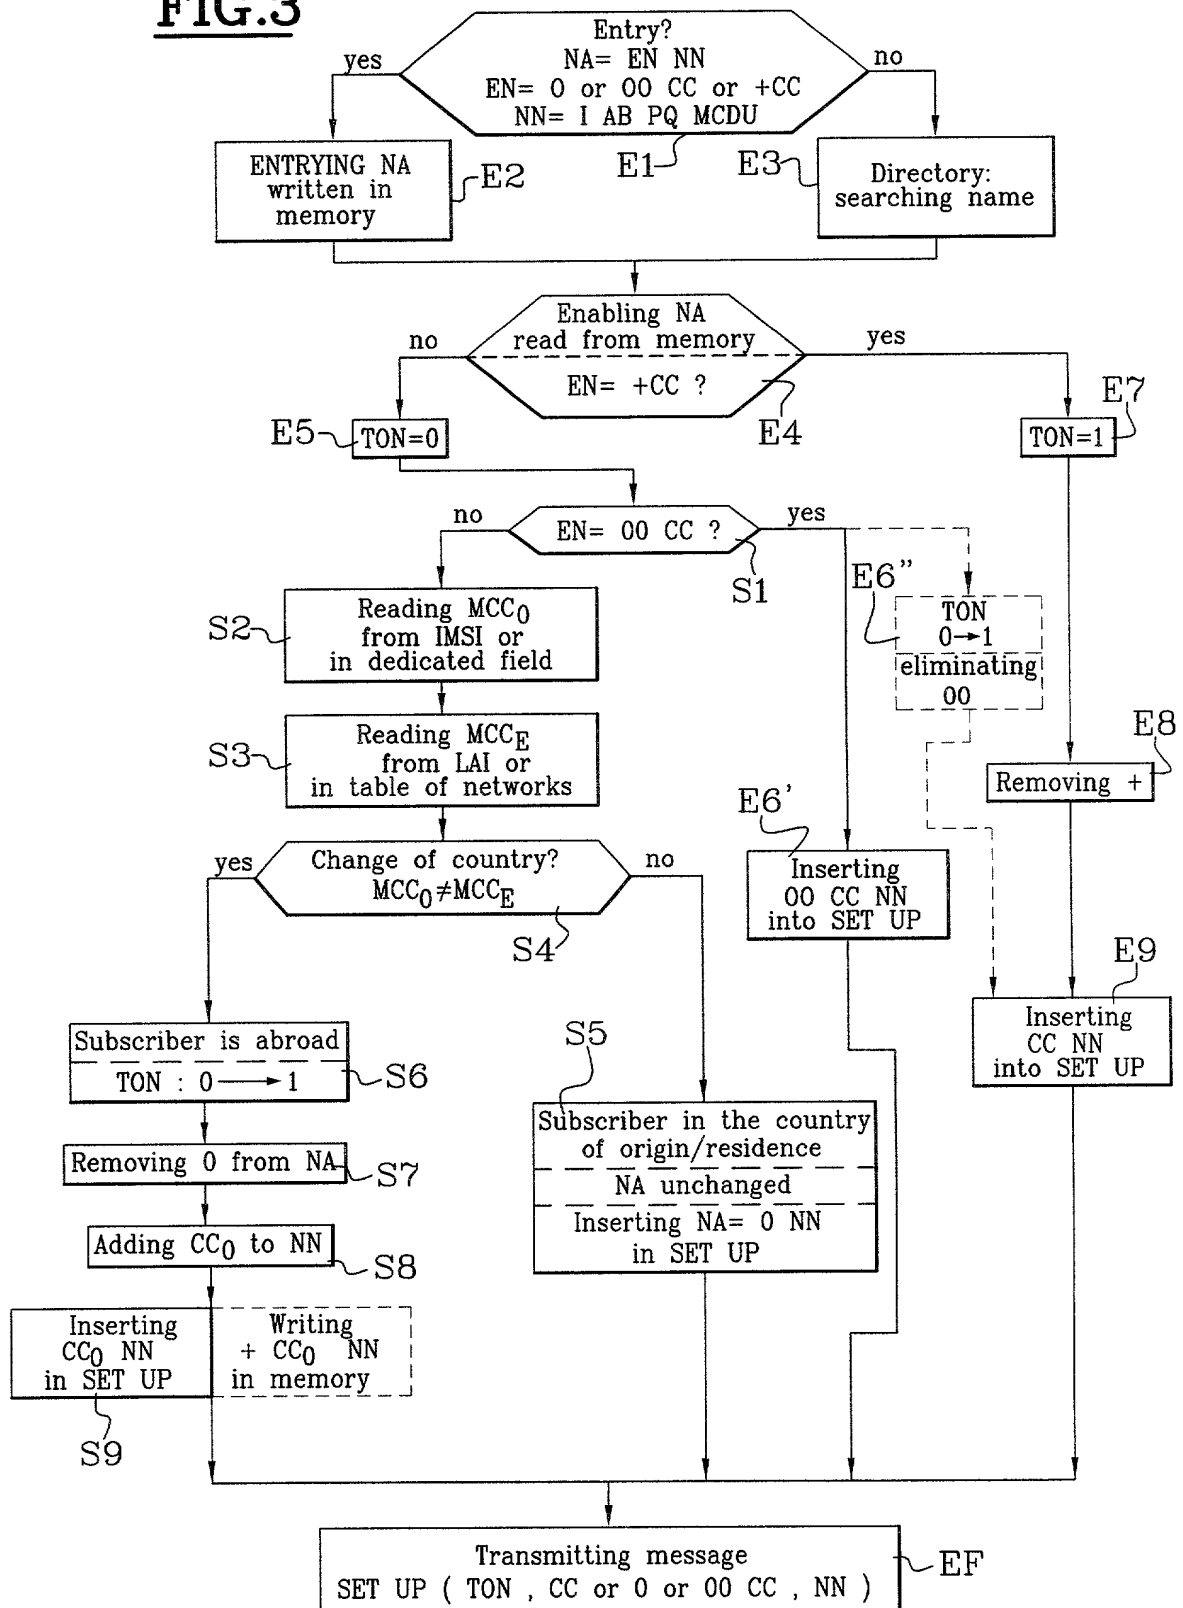 FIG.3
Entry?
NA= EN NN
EN= 0 or 00 CC or +CC
NN= I AB PQ MCDU
yes
no
E1
ENTRYING NA
written in
memory
E2
E3
Directory:
searching name
Enabling NA
read from memory
EN= +CC ?
no
yes
E4
E5
TON=0
E7
TON=1
EN= 00 CC ?
no
yes
S1
E6"
TON
0→1
eliminating
00
S2
Reading MCC0
from IMSI or
in dedicated field
S3
Reading MCCE
from LAI or
in table of networks
E8
Removing +
E6'
Inserting
00 CC NN
into SET UP
yes
Change of country?
MCC0≠MCCE
no
S4
E9
Inserting
CC NN
into SET UP
Subscriber is abroad
TON : 0 → 1
S6
S5
Subscriber in the country
of origin/residence
NA unchanged
Inserting NA= 0 NN
in SET UP
Removing 0 from NA
S7
Adding CC0 to NN
S8
Inserting
CC0 NN
in SET UP
Writing
+ CC0 NN
in memory
S9
Transmitting message
SET UP ( TON , CC or 0 or 00 CC , NN )
EF